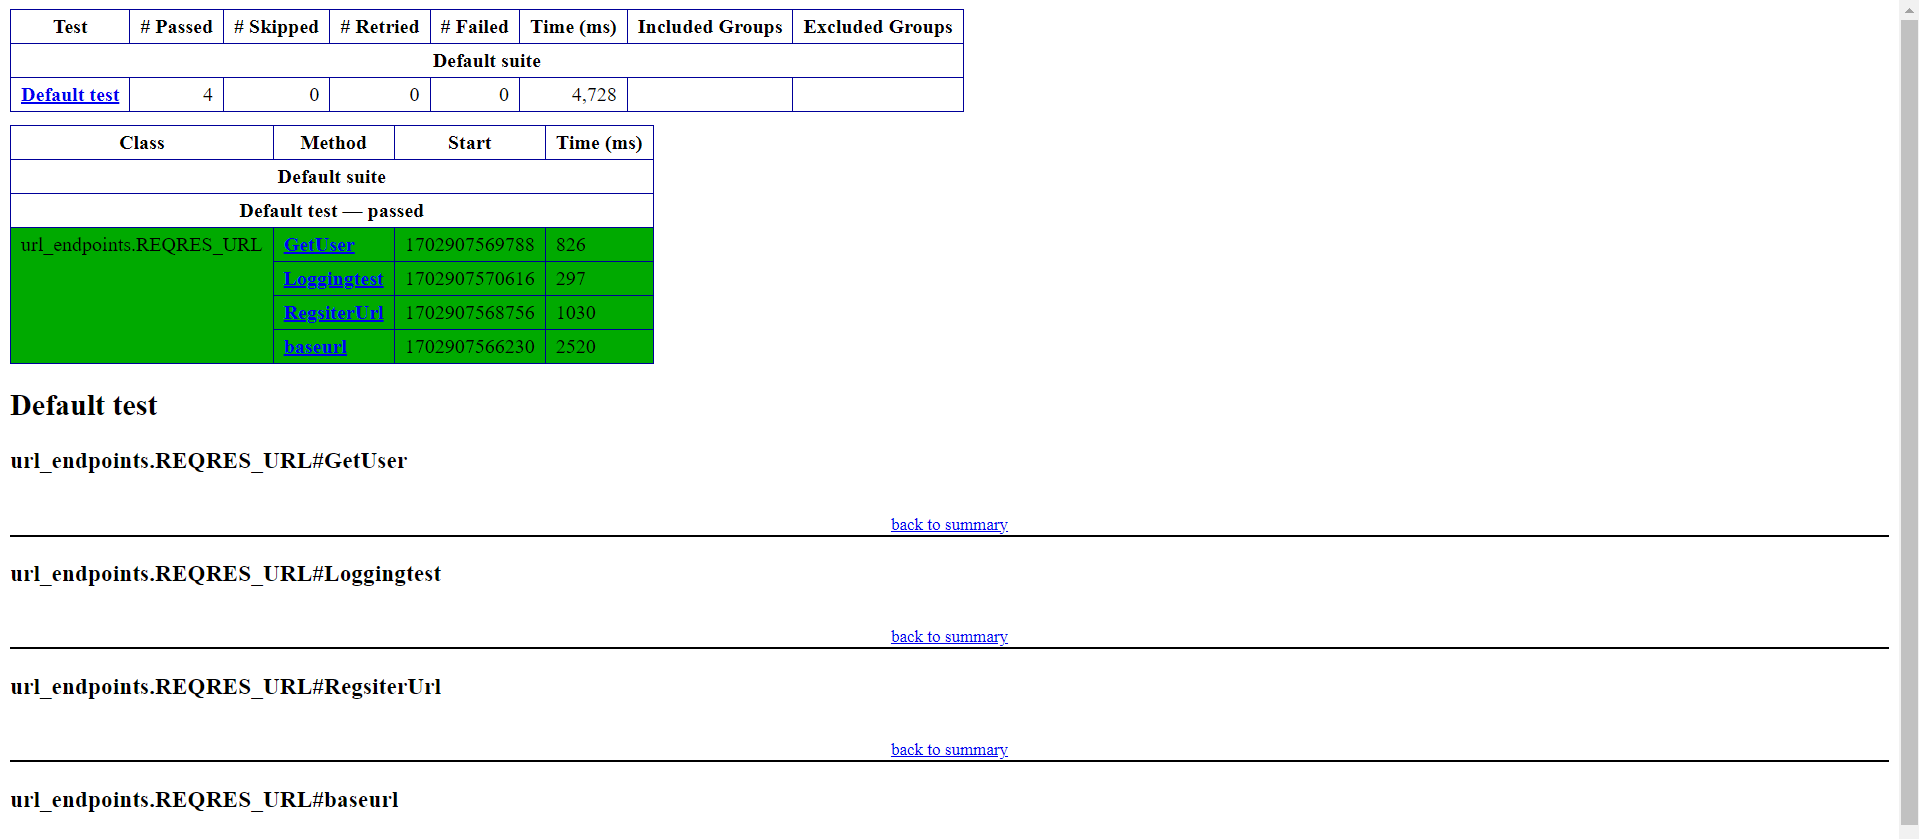 Test # Passed # Skipped # Retried # Failed Time (ms) Included Groups Excluded Groups
Default suite
Default test 4 0 0 0 4,728
Class Method Start Time (ms)
Default suite
Default test — passed
url_endpoints.REQRES_URL GetUser 1702907569788 826
Loggingtest 1702907570616 297
RegsiterUrl 1702907568756 1030
baseurl 1702907566230 2520
Default test
url_endpoints.REQRES_URL#GetUser
back to summary
url_endpoints.REQRES_URL#Loggingtest
back to summary
url_endpoints.REQRES_URL#RegsiterUrl
back to summary
url_endpoints.REQRES_URL#baseurl